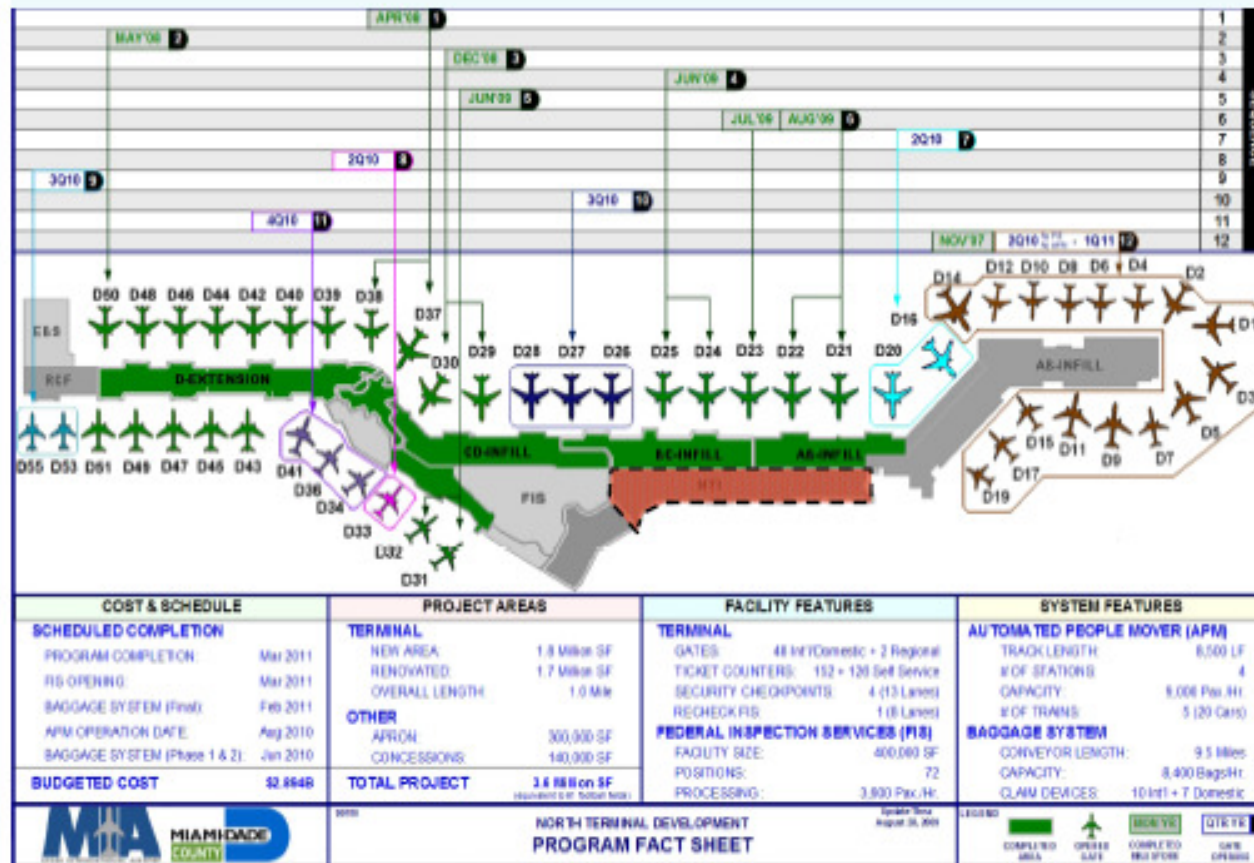 APR'08 1
1
MAY'08 2
2
DEC'08 3
3
JUN'09 4
4
JUN'09 5
5
JUL'09 AUG'09 6
6
2Q10 7
7
2Q10 8
8
3Q10 9
9
3Q10 10
10
4Q10 11
11
NOV'07 1Q11 12
12
D14 D12 D10 D8 D6 D4 D2
D50 D48 D46 D44 D42 D40 D39 D38 D37
D16
D30 D29 D28 D27 D26 D25 D24 D23 D22 D21 D20
RCF
D-EXTENSION
AB-INFILL
D3
D5
D55 D53 D51 D49 D47 D45 D43
D41
D36
D34
D33
D32
D31
CD-INFILL BC-INFILL AB-INFILL
FIS
D15 D11 D9 D7
D17
D19
COST & SCHEDULE
SCHEDULED COMPLETION
PROGRAM COMPLETION: Mar 2011
FIS OPENING: Mar 2011
BAGGAGE SYSTEM (Final): Feb 2011
APM OPERATION DATE: Aug 2010
BAGGAGE SYSTEM (Phase 1 & 2): Jan 2010
BUDGETED COST
PROJECT AREAS
TERMINAL
NEW AREA: 1.8 Million SF
RENOVATED: 1.7 Million SF
OVERALL LENGTH: 1.0 Mile
OTHER
APRON: 300,000 SF
CONCESSIONS: 140,000 SF
TOTAL PROJECT 3.6 Million SF
FACILITY FEATURES
TERMINAL
GATES: 48 Int'l/Domestic + 2 Regional
TICKET COUNTERS: 152 + 126 Self Service
SECURITY CHECKPOINTS: 4 (13 Lanes)
RECHECK FIS: 1 (8 Lanes)
FEDERAL INSPECTION SERVICES (FIS)
FACILITY SIZE: 400,000 SF
POSITIONS: 72
PROCESSING: 3,600 Pax./Hr.
SYSTEM FEATURES
AUTOMATED PEOPLE MOVER (APM)
TRACK LENGTH: 8,500 LF
# OF STATIONS: 4
CAPACITY: 9,000 Pax./Hr.
# OF TRAINS: 5 (20 Cars)
BAGGAGE SYSTEM
CONVEYOR LENGTH: 9.5 Miles
CAPACITY: 8,400 Bags/Hr.
CLAIM DEVICES: 10 Int'l + 7 Domestic
MIA
MIAMI-DADE
COUNTY
NORTH TERMINAL DEVELOPMENT
PROGRAM FACT SHEET
LEGEND
COMPLETED AREA
OPENED GATE
COMPLETED MILESTONE